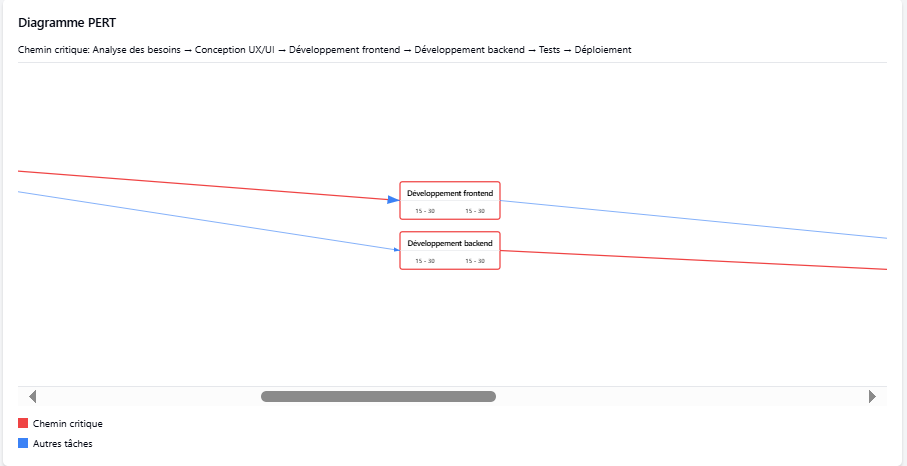 Diagramme PERT
Chemin critique: Analyse des besoins → Conception UX/UI → Développement frontend → Développement backend → Tests → Déploiement
Développement frontend
15 - 30 15 - 30
Développement backend
15 - 30 15 - 30
Chemin critique
Autres tâches